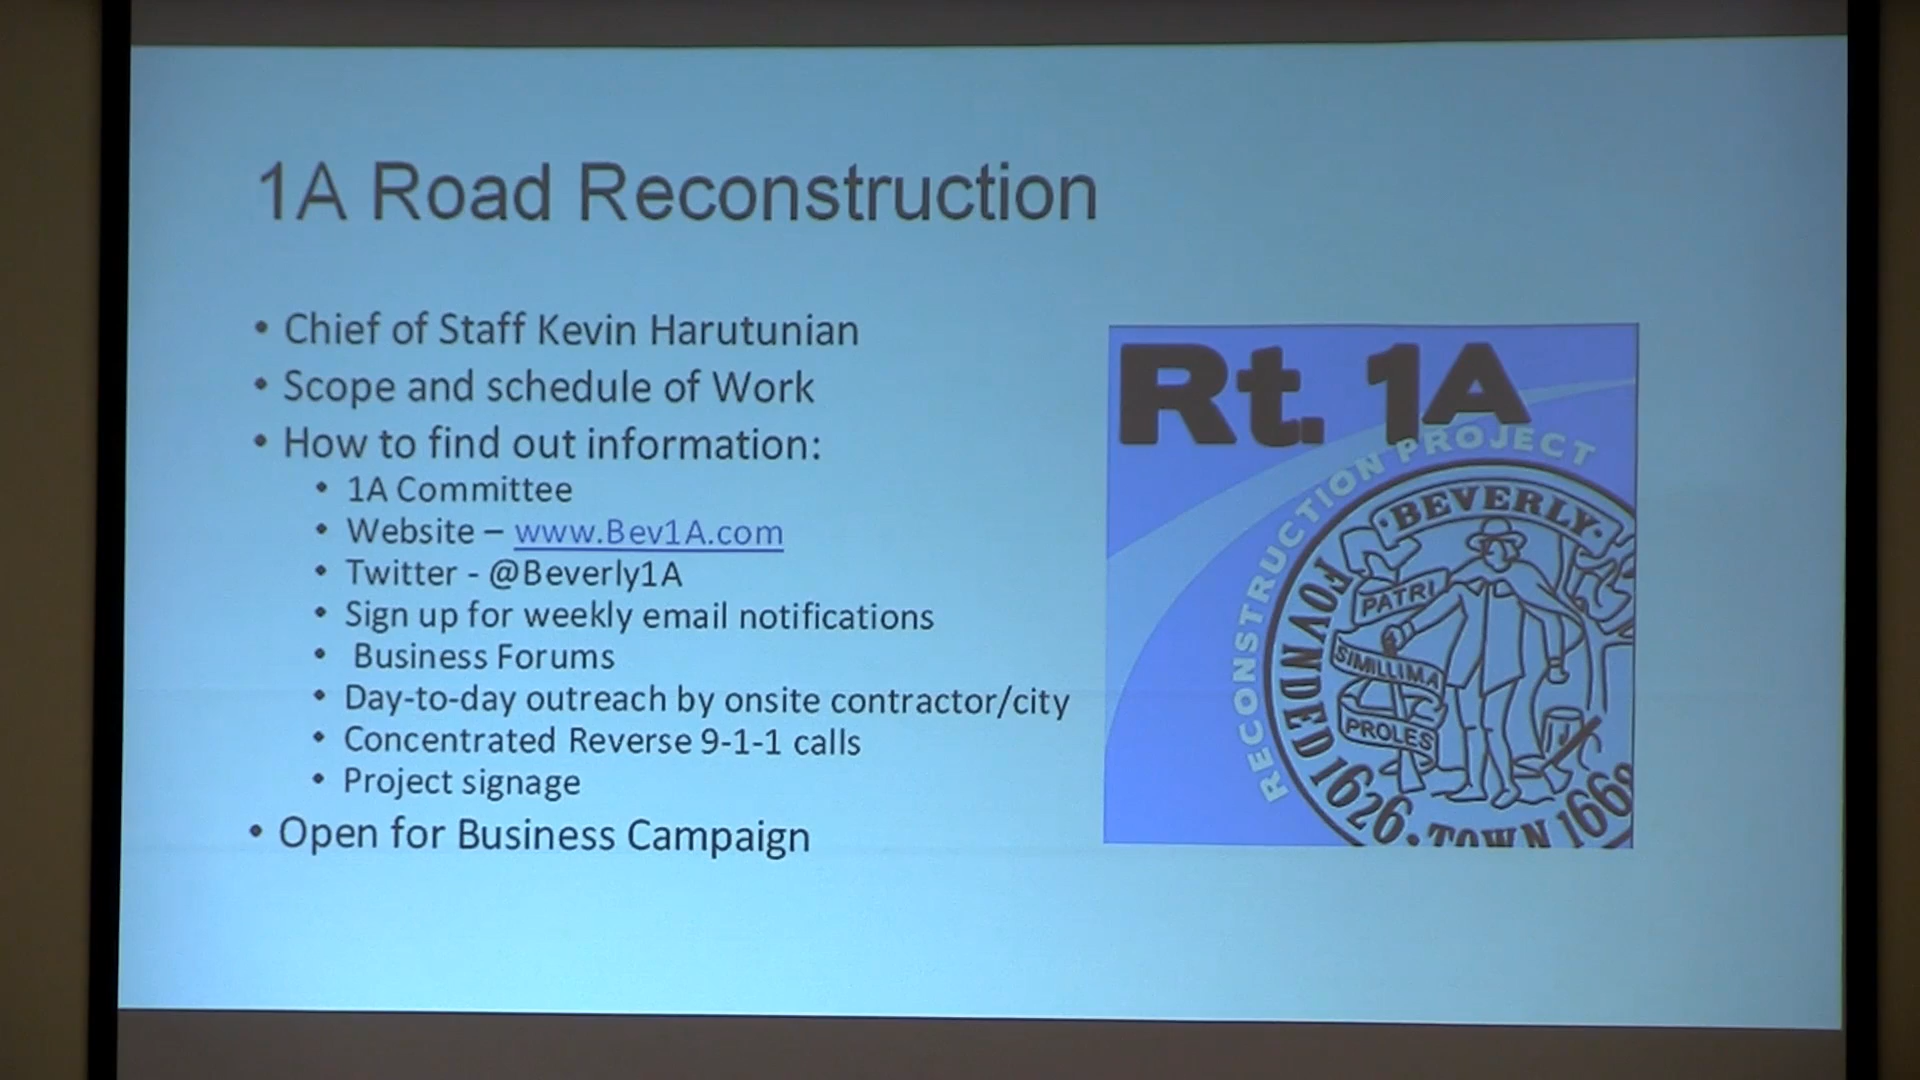 1A Road Reconstruction
• Chief of Staff Kevin Harutunian
• Scope and schedule of Work
• How to find out information:
• 1A Committee
• Website – www.Bev1A.com
• Twitter - @Beverly1A
• Sign up for weekly email notifications
• Business Forums
• Day-to-day outreach by onsite contractor/city
• Concentrated Reverse 9-1-1 calls
• Project signage
• Open for Business Campaign
Rt. 1A
RECONSTRUCTION PROJECT
BEVERLY
PATRI
SIMILLIMA
PROLES
FOVNDED 1626 • TOWN 1668